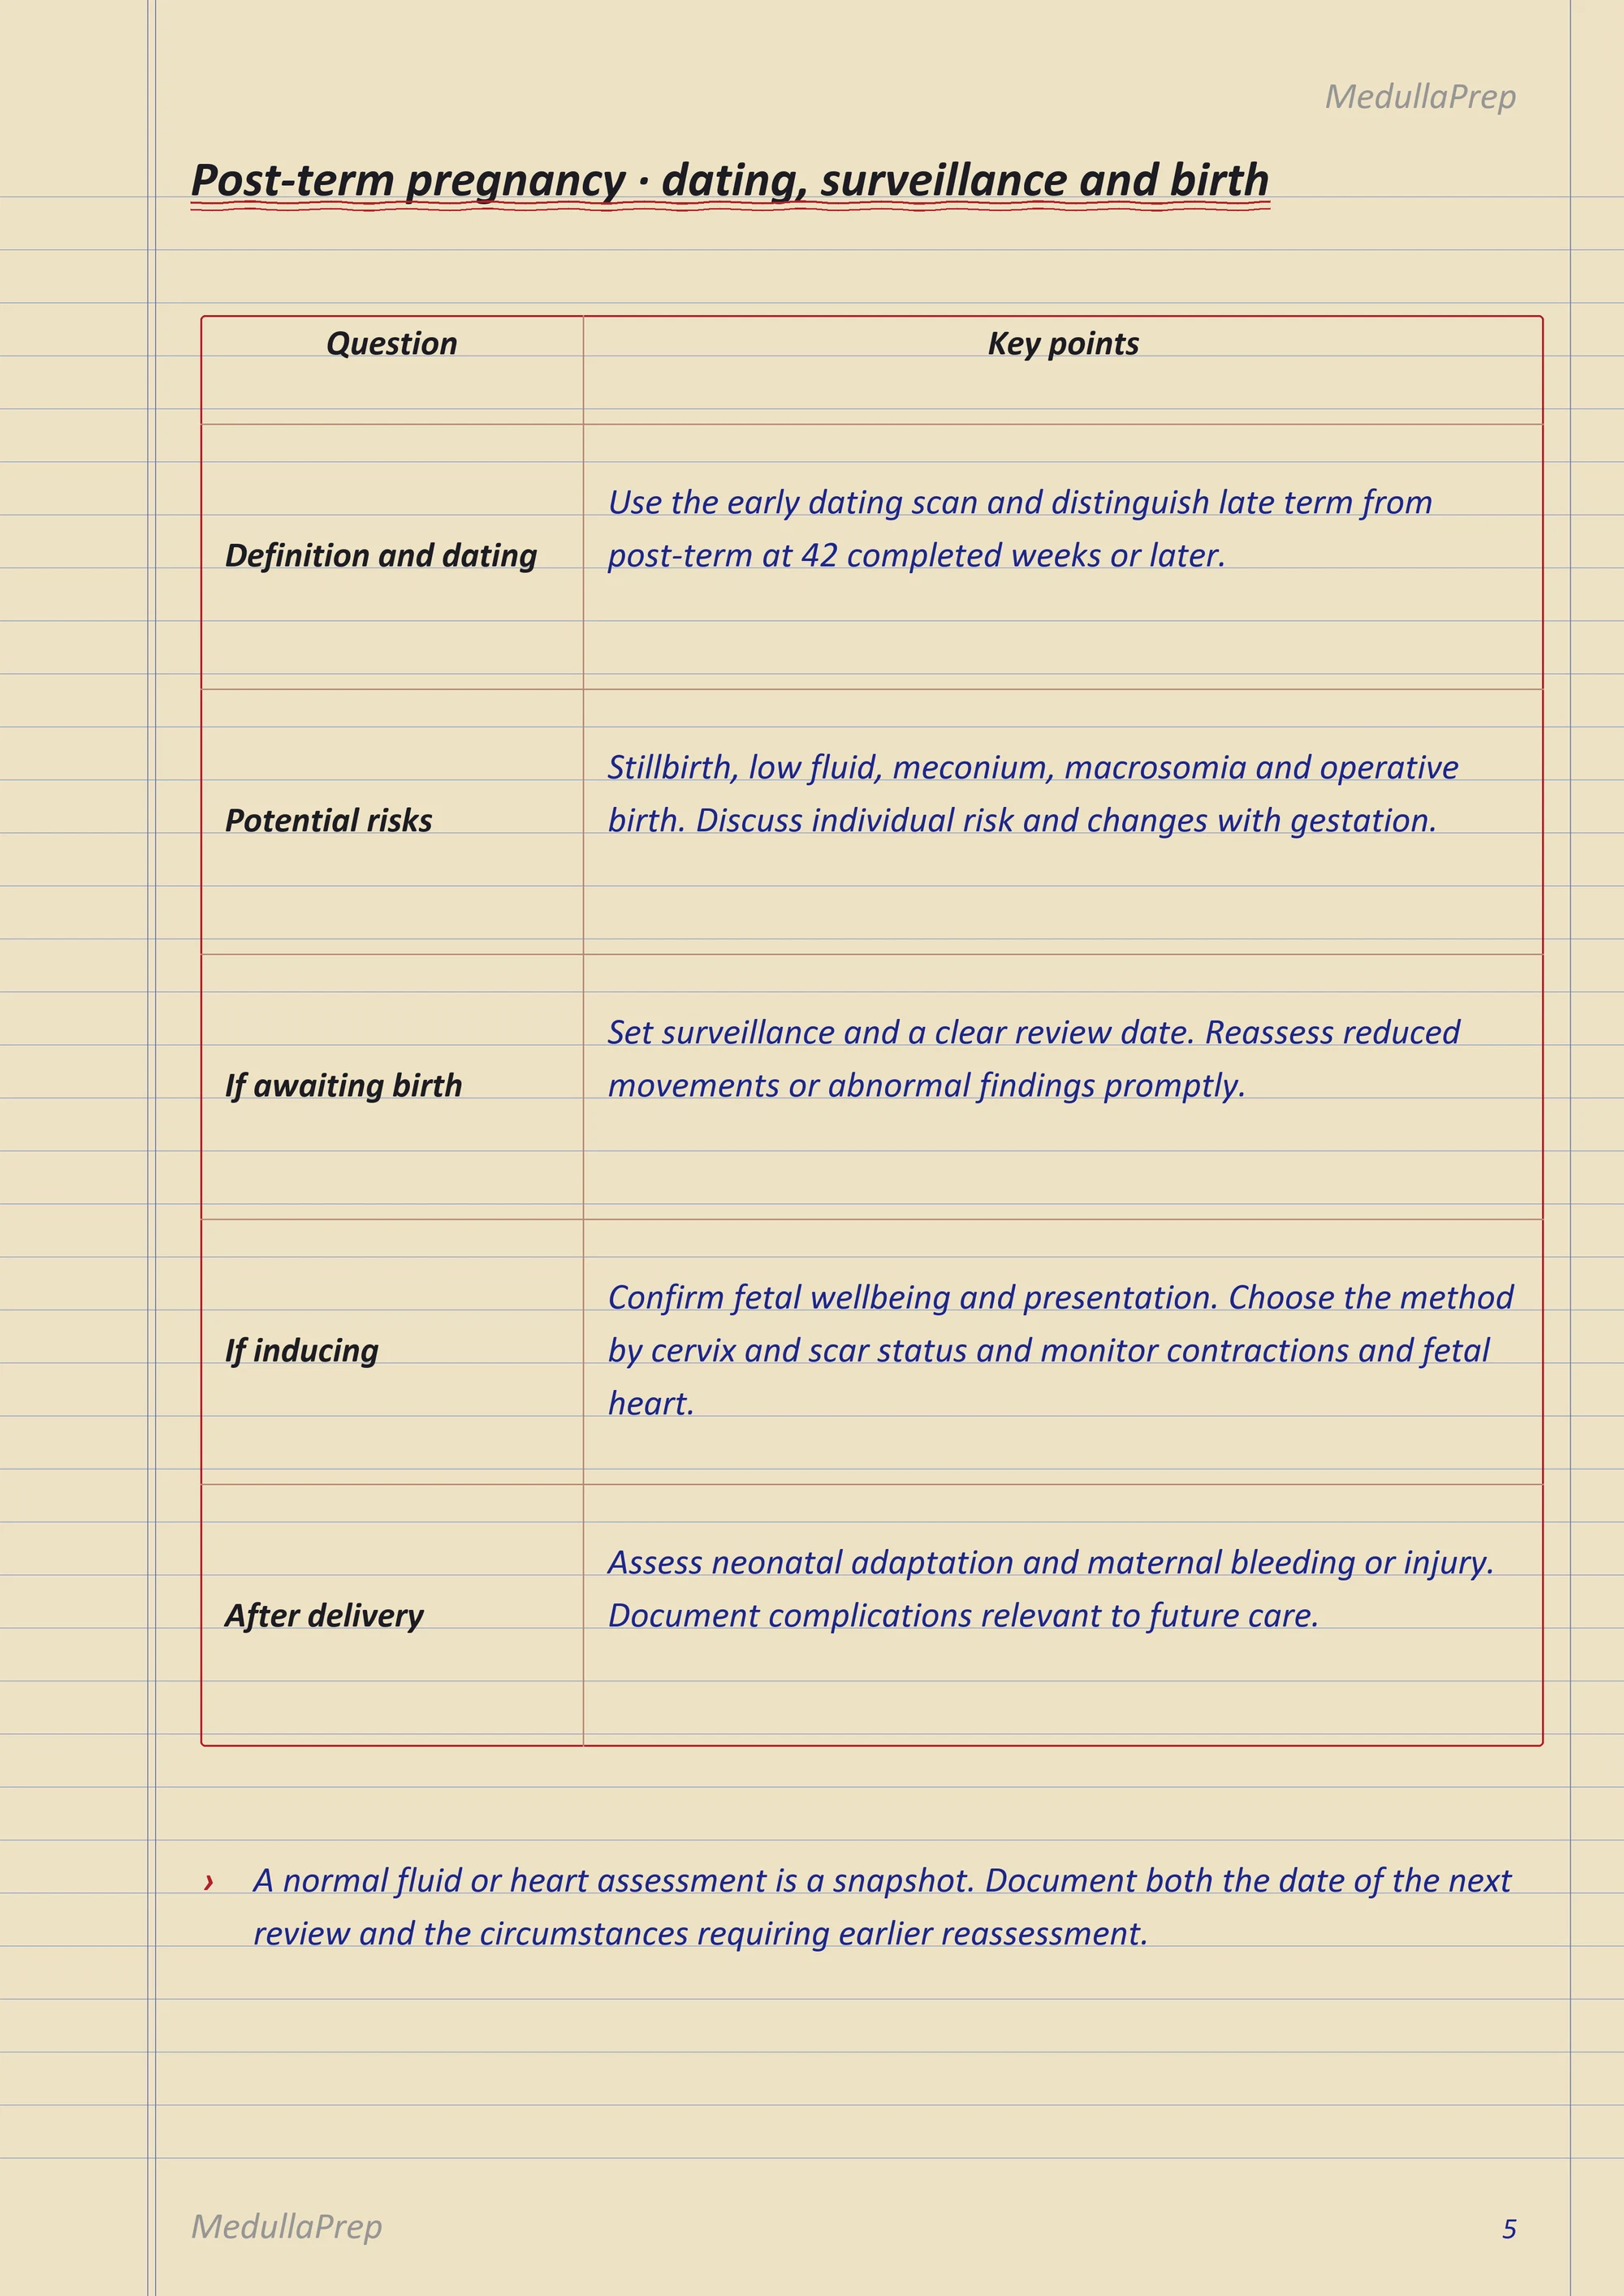 MedullaPrep
Post-term pregnancy · dating, surveillance and birth
Question
Key points
Definition and dating
Use the early dating scan and distinguish late term from
post-term at 42 completed weeks or later.
Potential risks
Stillbirth, low fluid, meconium, macrosomia and operative
birth. Discuss individual risk and changes with gestation.
If awaiting birth
Set surveillance and a clear review date. Reassess reduced
movements or abnormal findings promptly.
If inducing
Confirm fetal wellbeing and presentation. Choose the method
by cervix and scar status and monitor contractions and fetal
heart.
After delivery
Assess neonatal adaptation and maternal bleeding or injury.
Document complications relevant to future care.
› A normal fluid or heart assessment is a snapshot. Document both the date of the next
review and the circumstances requiring earlier reassessment.
MedullaPrep
5